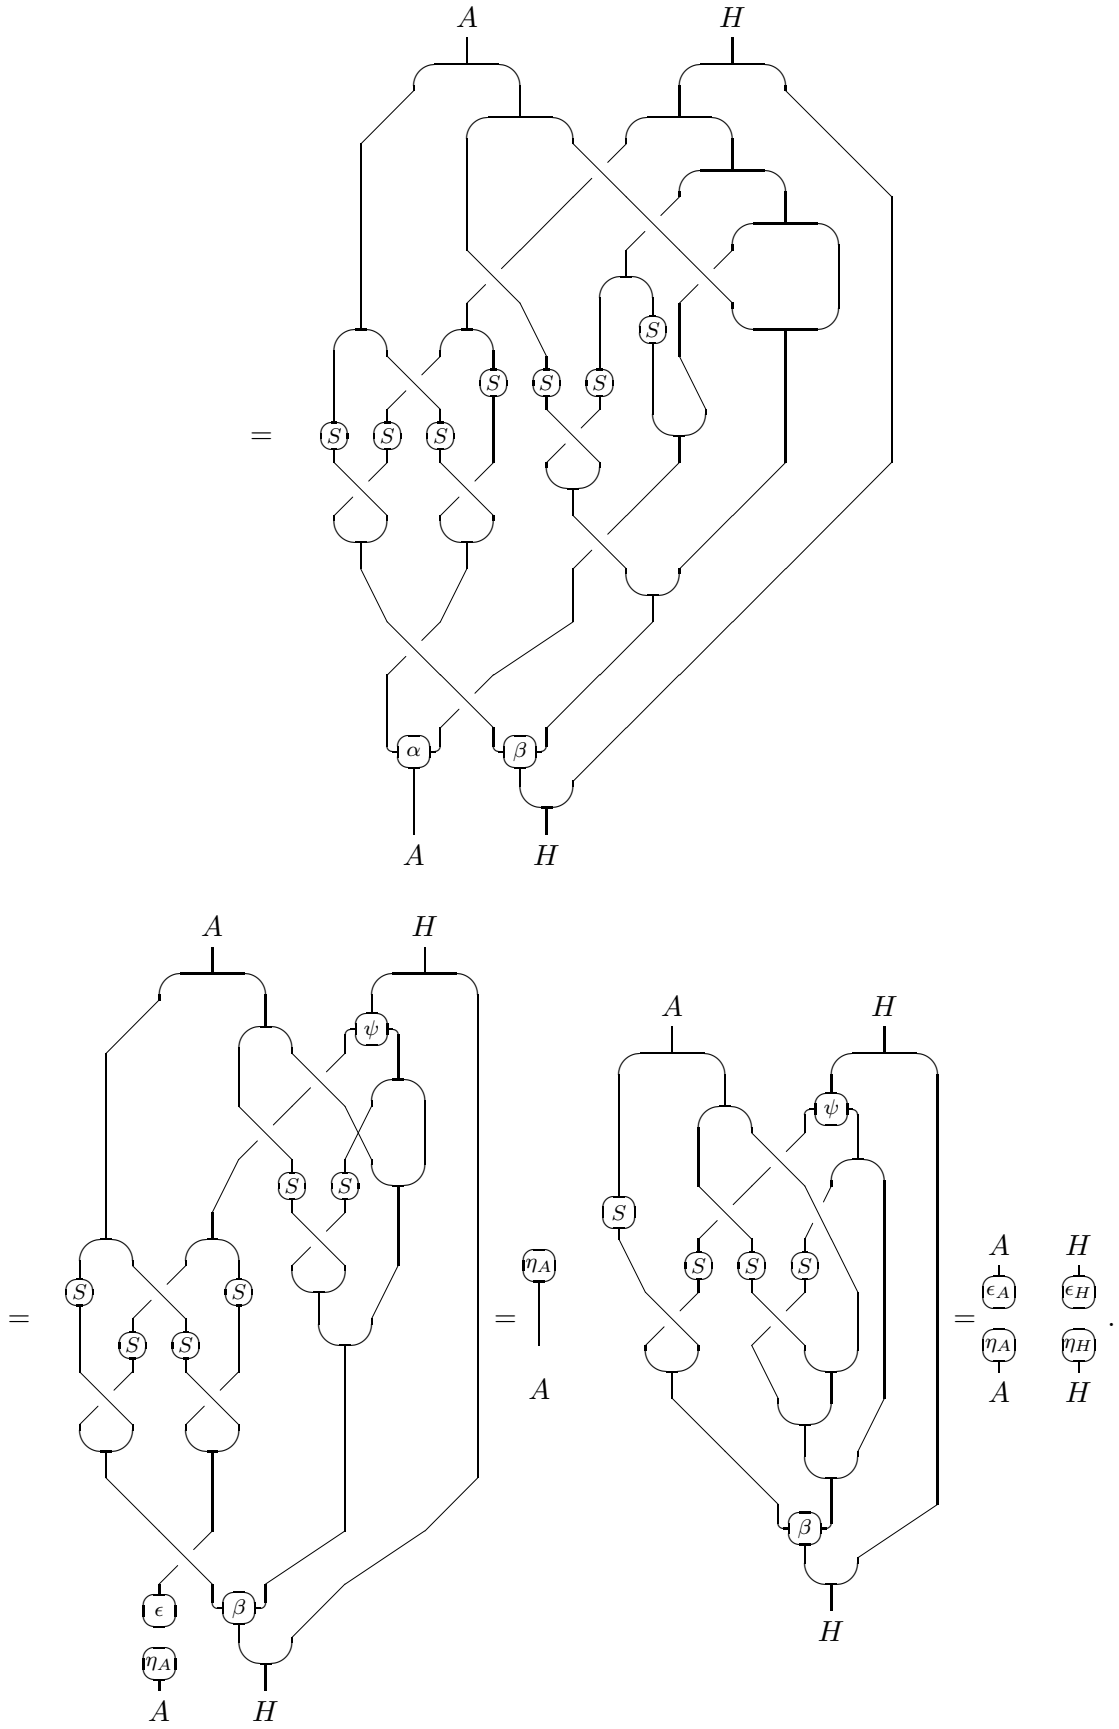 A H
S
S S S
= S S S
α β
A H
A H
ψ
A H
ψ
S S
S
η_A
S S S S A H
S S ϵ_A ϵ_H
= S S = = .
η_A η_H
A A H
β
ϵ β
H
η_A
A H